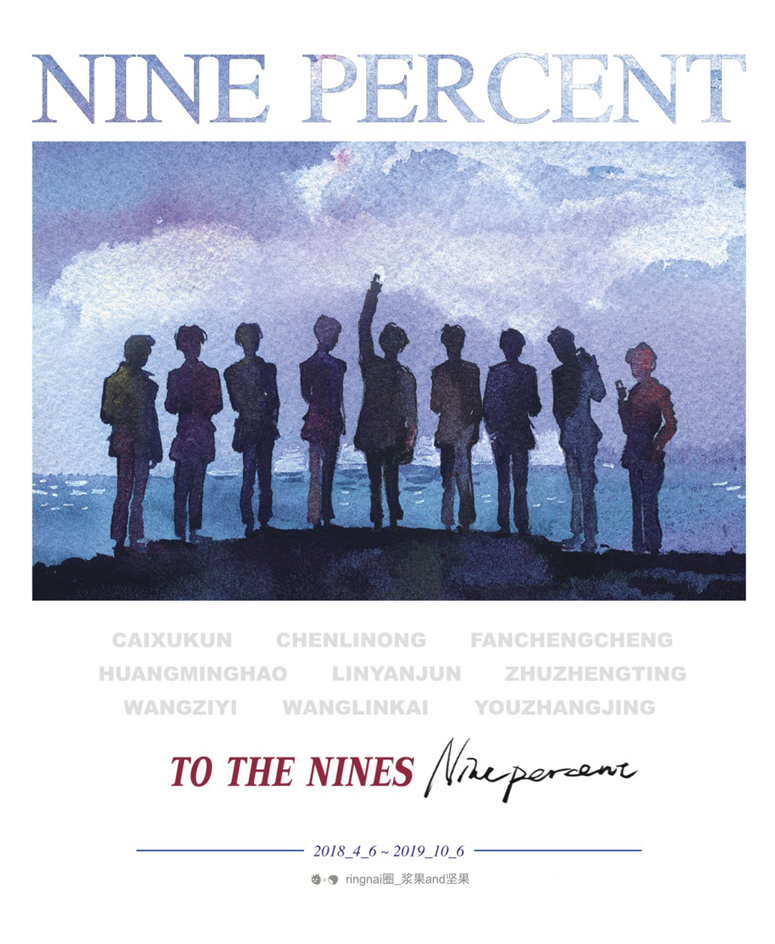 NINE PERCENT
CAIXUKUN CHENLINONG FANCHENGCHENG
HUANGMINGHAO LINYANJUN ZHUZHENGTING
WANGZIYI WANGLINKAI YOUZHANGJING
TO THE NINES Ninepercent
2018_4_6 ~ 2019_10_6
ringnai圈_浆果and坚果